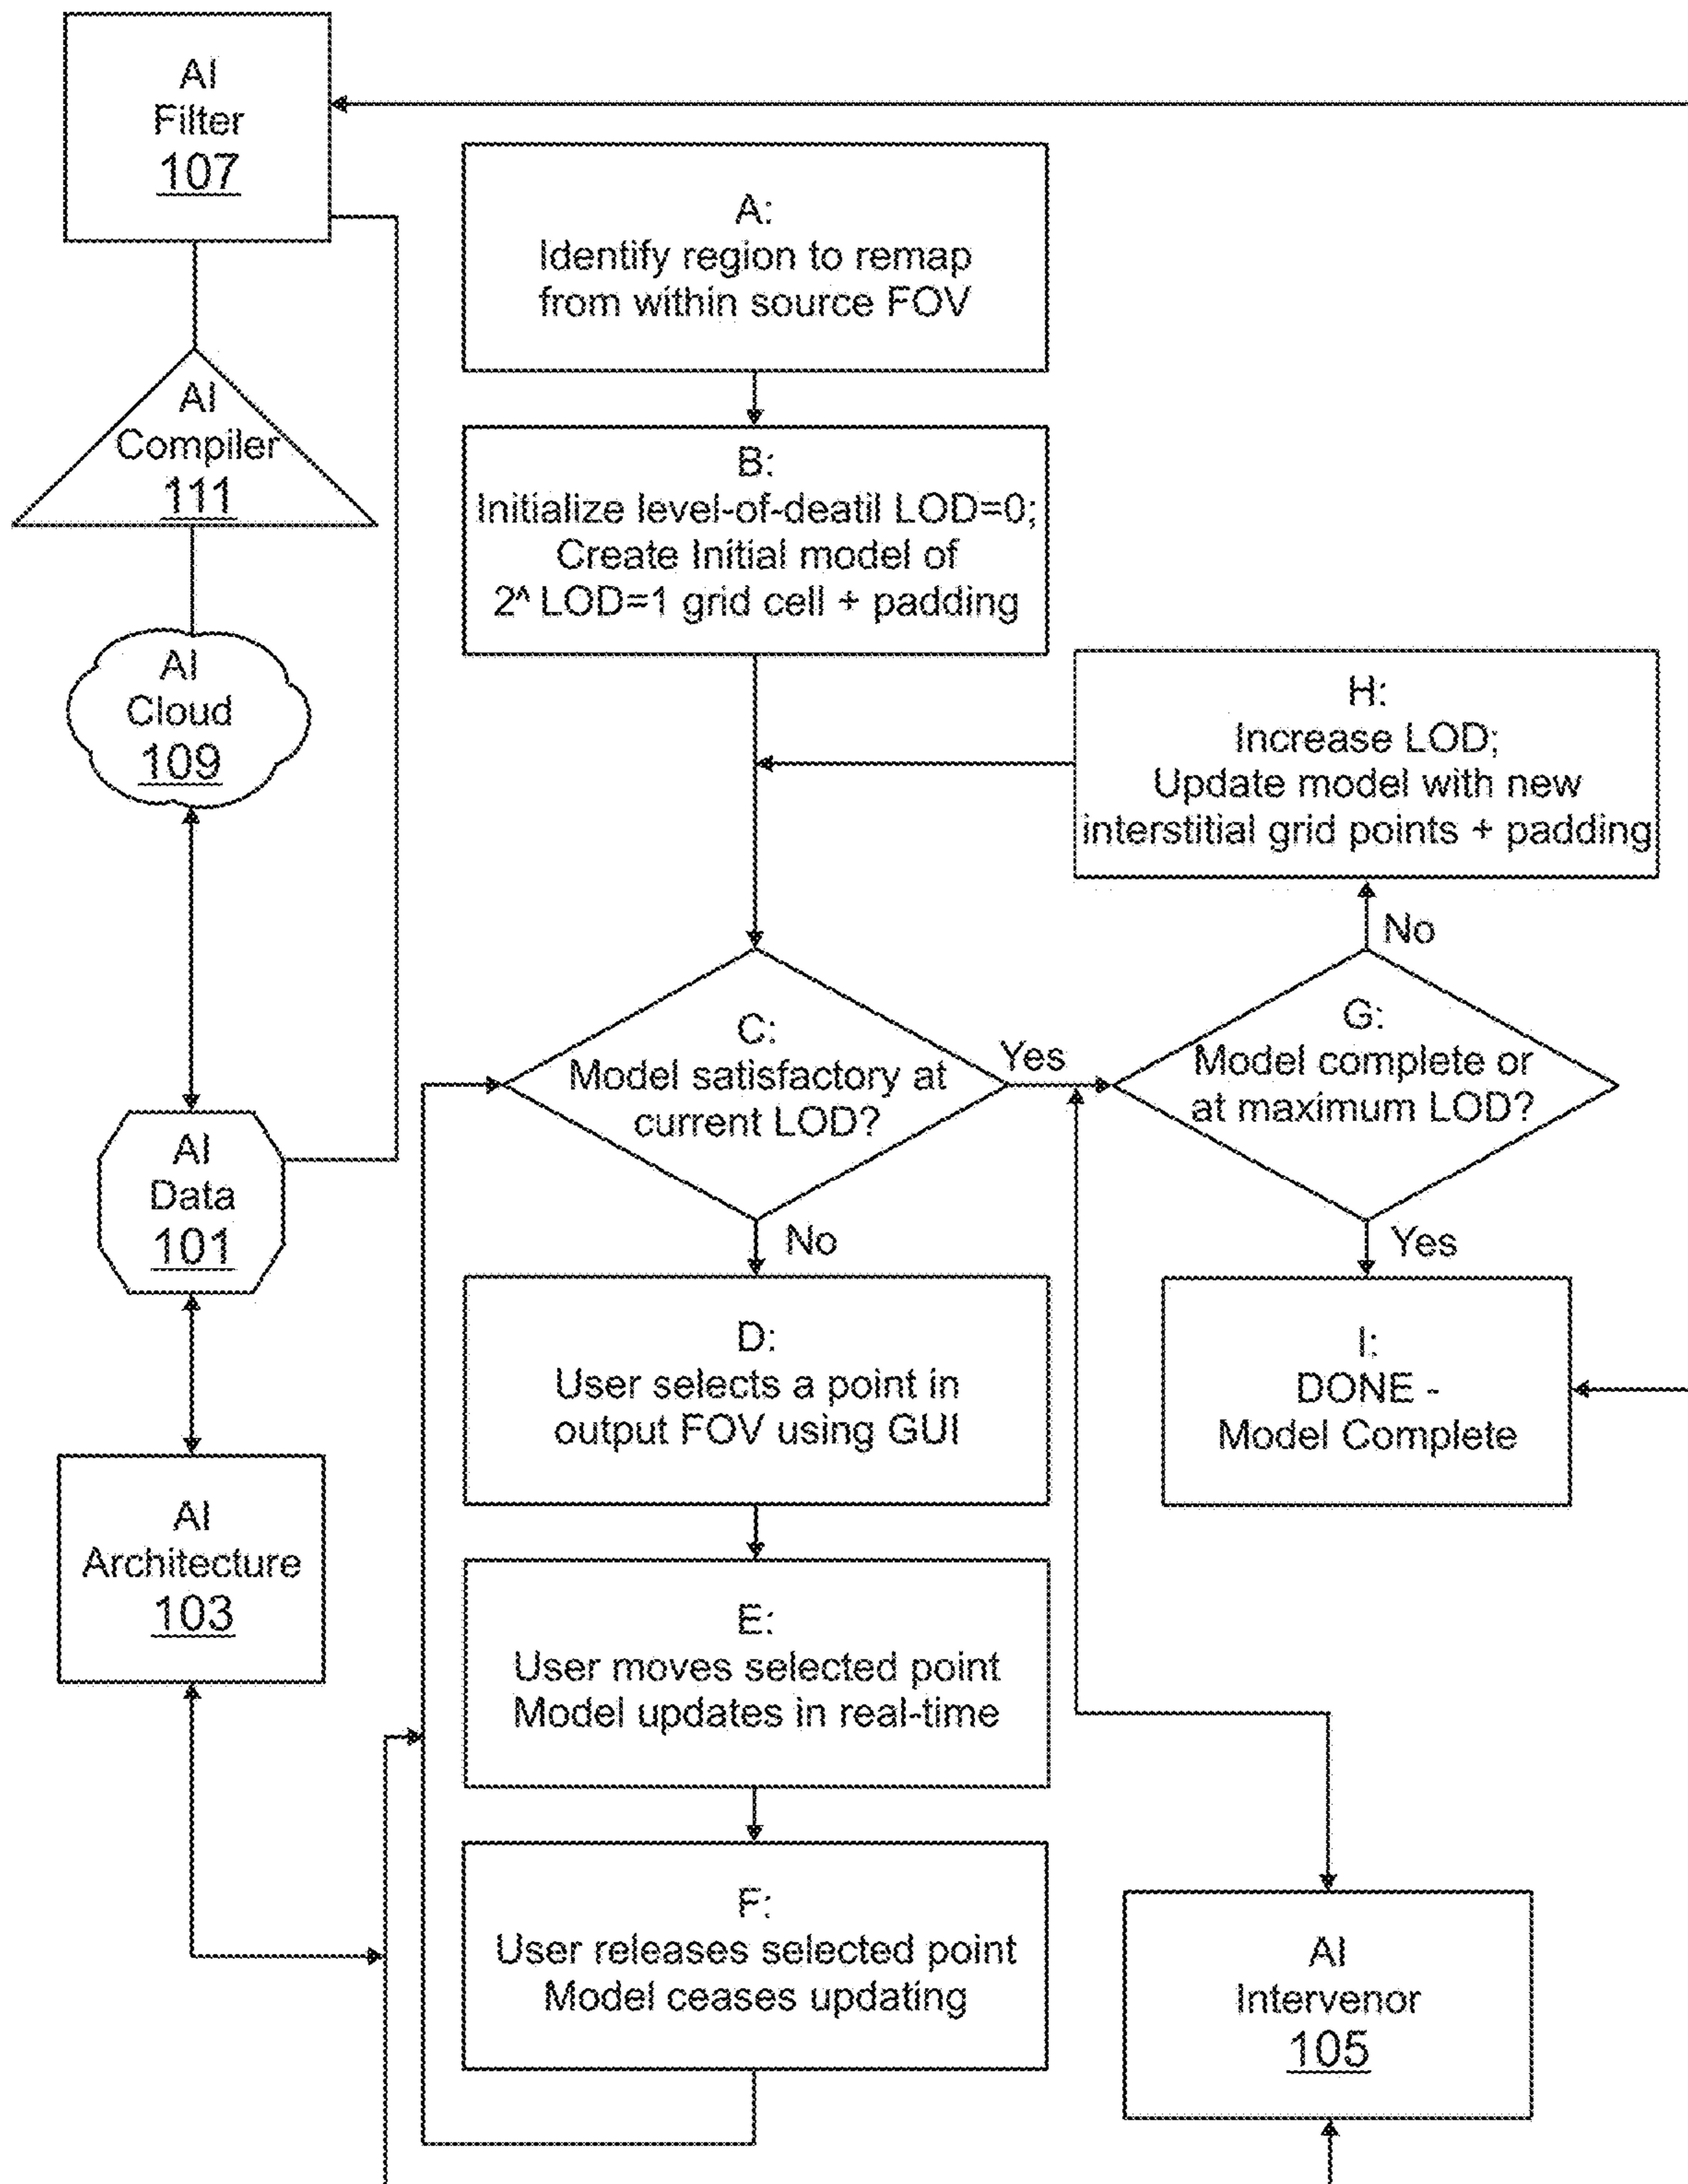 AI
Filter
107
A:
Identify region to remap
from within source FOV
AI
Compiler
111
B:
Initialize level-of-deatil LOD=0;
Create Initial model of
2^ LOD=1 grid cell + padding
AI
Cloud
109
H:
Increase LOD;
Update model with new
interstitial grid points + padding
No
C:
Model satisfactory at
current LOD?
Yes
G:
Model complete or
at maximum LOD?
AI
Data
101
No
Yes
D:
User selects a point in
output FOV using GUI
I:
DONE -
Model Complete
AI
Architecture
103
E:
User moves selected point
Model updates in real-time
F:
User releases selected point
Model ceases updating
AI
Intervenor
105